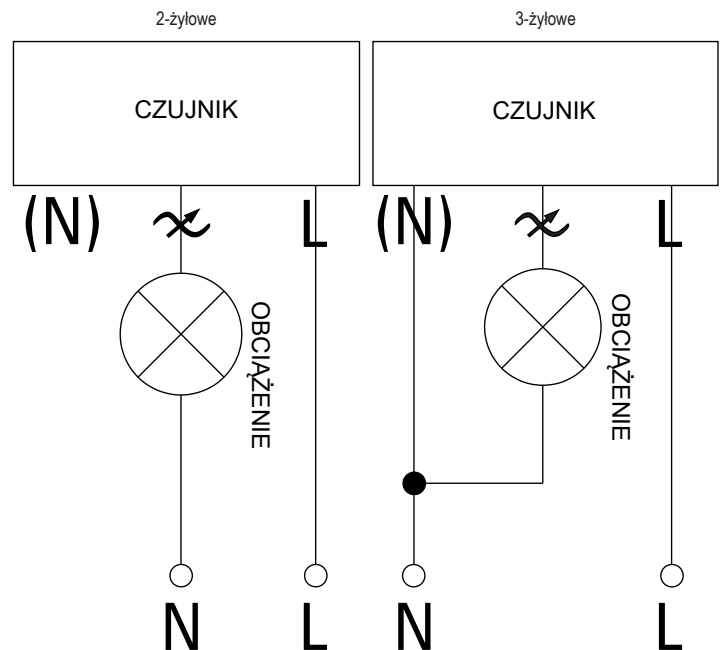 2-żyłowe
CZUJNIK
(N) L
OBCIĄŻENIE
N L
3-żyłowe
CZUJNIK
(N) L
OBCIĄŻENIE
N L